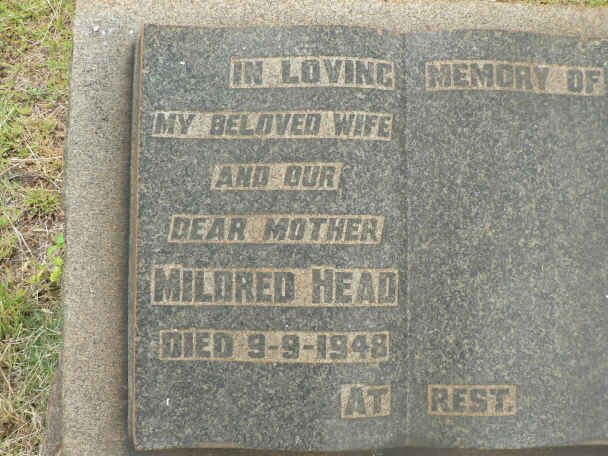 IN LOVING MEMORY OF
MY BELOVED WIFE
AND OUR
DEAR MOTHER
MILDRED HEAD
DIED 9-9-1948
AT REST.